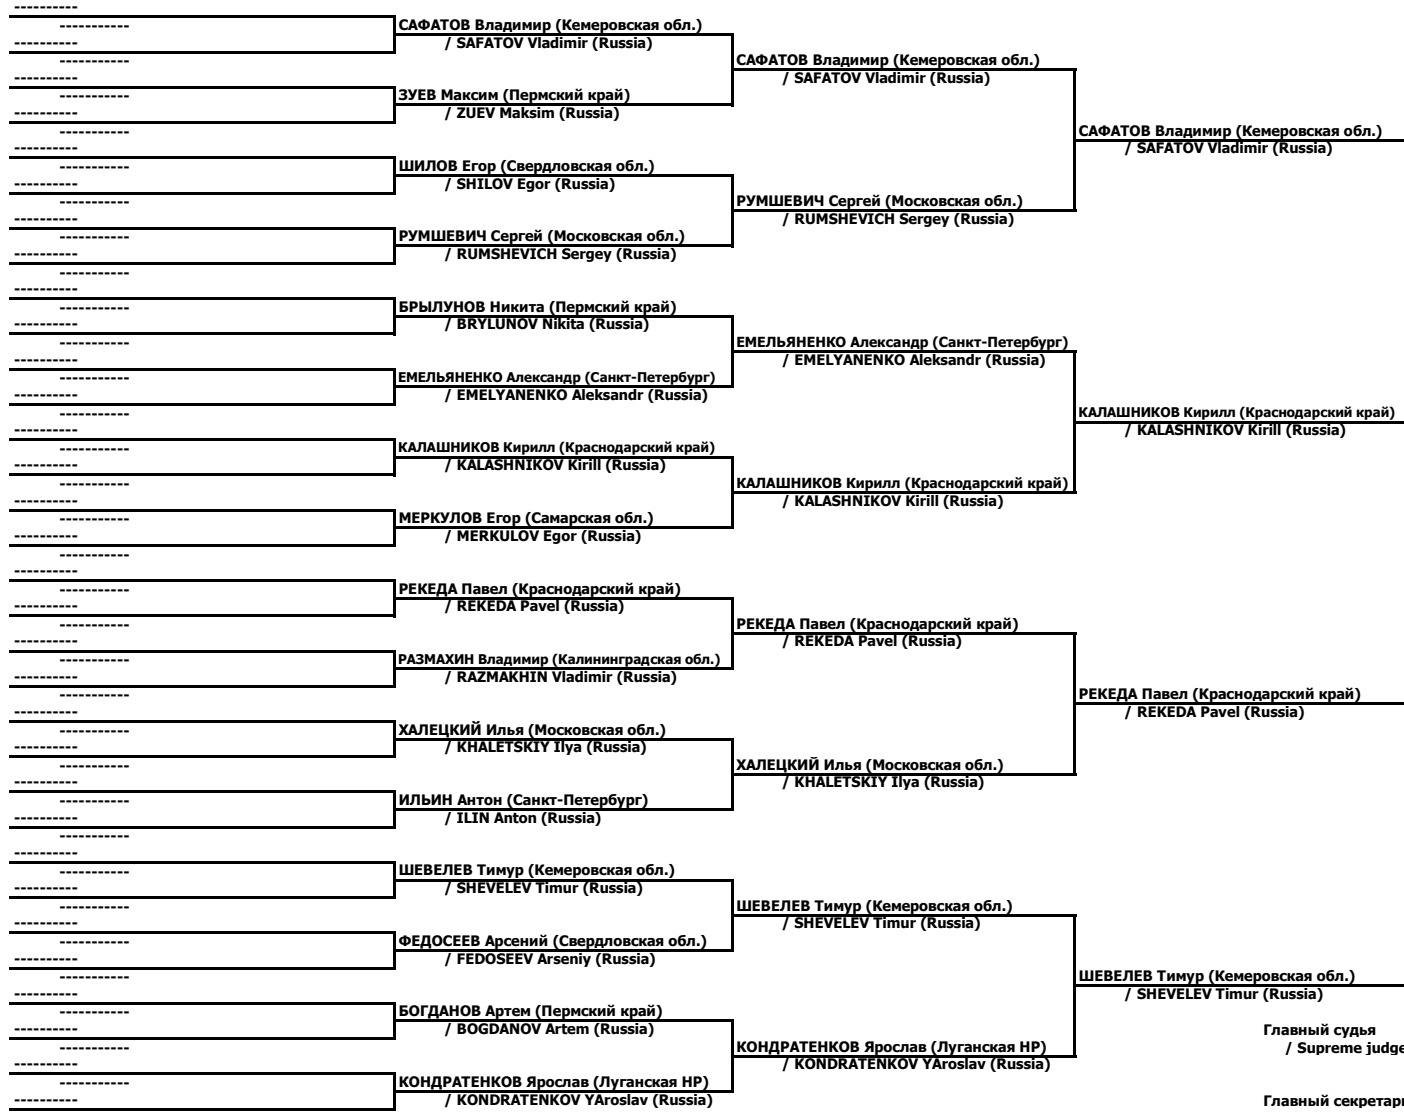 САФАТОВ Владимир (Кемеровская обл.)
/ SAFATOV Vladimir (Russia)
ЗУЕВ Максим (Пермский край)
/ ZUEV Maksim (Russia)
ШИЛОВ Егор (Свердловская обл.)
/ SHILOV Egor (Russia)
РУМШЕВИЧ Сергей (Московская обл.)
/ RUMSHEVICH Sergey (Russia)
БРЫЛУНОВ Никита (Пермский край)
/ BRYLUNOV Nikita (Russia)
ЕМЕЛЬЯНЕНКО Александр (Санкт-Петербург)
/ EMELYANENKO Aleksandr (Russia)
КАЛАШНИКОВ Кирилл (Краснодарский край)
/ KALASHNIKOV Kirill (Russia)
МЕРКУЛОВ Егор (Самарская обл.)
/ MERKULOV Egor (Russia)
РЕКЕДА Павел (Краснодарский край)
/ REKEDA Pavel (Russia)
РАЗМАХИН Владимир (Калининградская обл.)
/ RAZMAKHIN Vladimir (Russia)
ХАЛЕЦКИЙ Илья (Московская обл.)
/ KHALETSKIY Ilya (Russia)
ИЛЬИН Антон (Санкт-Петербург)
/ ILIN Anton (Russia)
ШЕВЕЛЕВ Тимур (Кемеровская обл.)
/ SHEVELEV Timur (Russia)
ФЕДОСЕЕВ Арсений (Свердловская обл.)
/ FEDOSEEV Arseniy (Russia)
БОГДАНОВ Артем (Пермский край)
/ BOGDANOV Artem (Russia)
КОНДРАТЕНКОВ Ярослав (Луганская НР)
/ KONDRATENKOV YAroslav (Russia)
САФАТОВ Владимир (Кемеровская обл.)
/ SAFATOV Vladimir (Russia)
РУМШЕВИЧ Сергей (Московская обл.)
/ RUMSHEVICH Sergey (Russia)
ЕМЕЛЬЯНЕНКО Александр (Санкт-Петербург)
/ EMELYANENKO Aleksandr (Russia)
КАЛАШНИКОВ Кирилл (Краснодарский край)
/ KALASHNIKOV Kirill (Russia)
РЕКЕДА Павел (Краснодарский край)
/ REKEDA Pavel (Russia)
ХАЛЕЦКИЙ Илья (Московская обл.)
/ KHALETSKIY Ilya (Russia)
ШЕВЕЛЕВ Тимур (Кемеровская обл.)
/ SHEVELEV Timur (Russia)
КОНДРАТЕНКОВ Ярослав (Луганская НР)
/ KONDRATENKOV YAroslav (Russia)
САФАТОВ Владимир (Кемеровская обл.)
/ SAFATOV Vladimir (Russia)
КАЛАШНИКОВ Кирилл (Краснодарский край)
/ KALASHNIKOV Kirill (Russia)
РЕКЕДА Павел (Краснодарский край)
/ REKEDA Pavel (Russia)
ШЕВЕЛЕВ Тимур (Кемеровская обл.)
/ SHEVELEV Timur (Russia)
Главный судья
/ Supreme judge
Главный секретарь